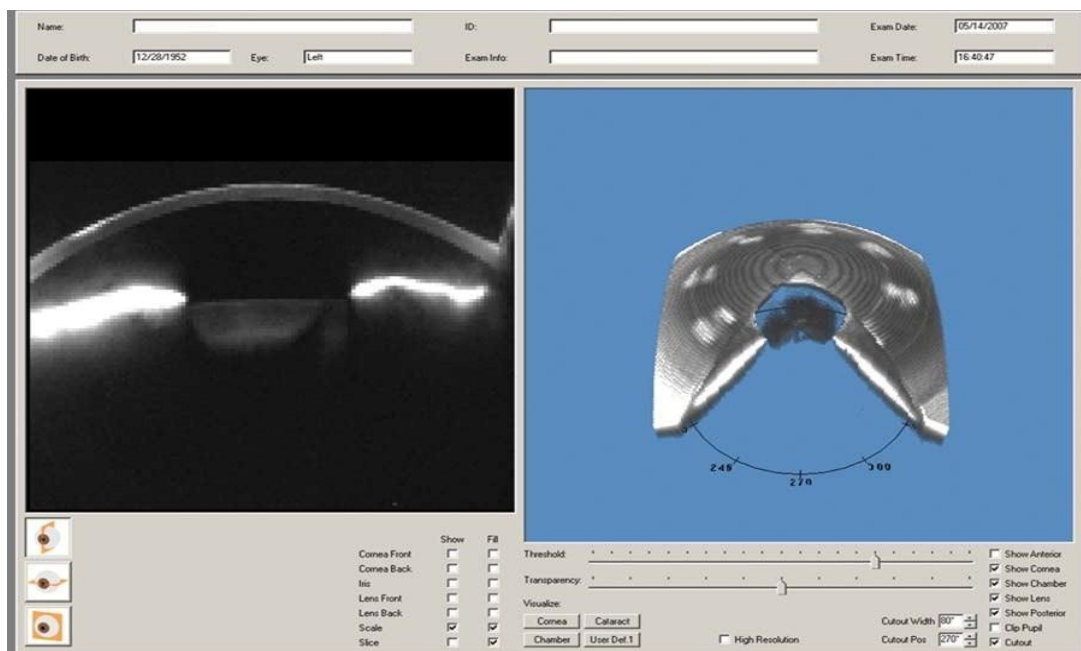 Name: ID: Exam Date: 05/14/2007
Date of Birth: 12/28/1952 Eye: Left Exam Info: Exam Time: 16:40:47
240
270
300
Show Fill
Cornea Front
Cornea Back
Iris
Lens Front
Lens Back
Scale
Slice
Threshold:
Transparency:
Visualize:
Cornea Cataract
Chamber User Def.1
High Resolution
Cutout Width 80°
Cutout Pos 270°
Show Anterior
Show Cornea
Show Chamber
Show Lens
Show Posterior
Clip Pupil
Cutout